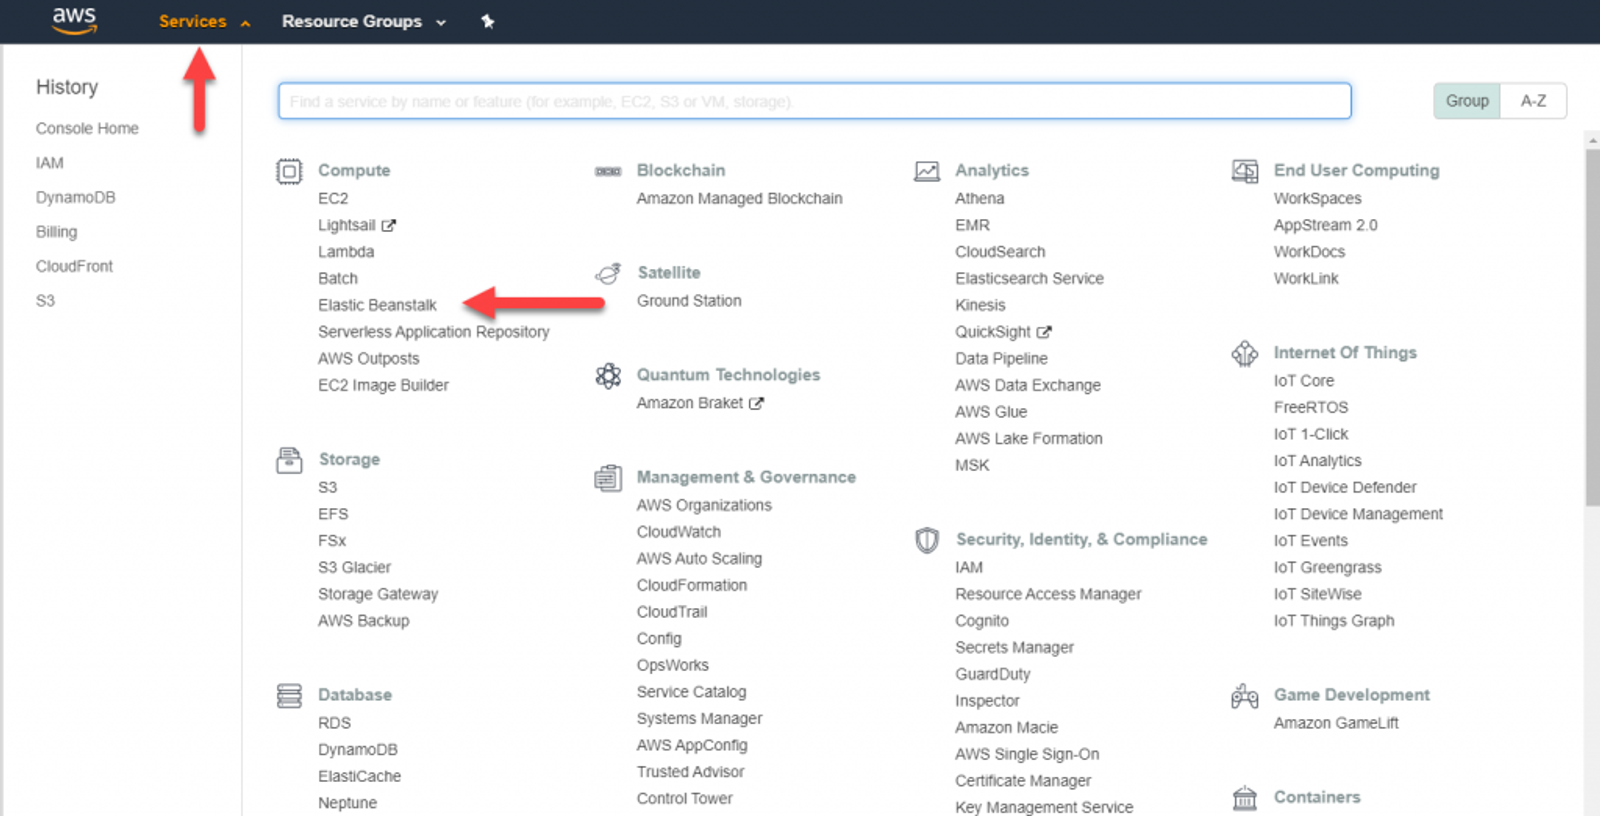 aws
Services
Resource Groups
History
Console Home
IAM
DynamoDB
Billing
CloudFront
S3
Find a service by name or feature (for example, EC2, S3 or VM, storage).
Group
A-Z
Compute
EC2
Lightsail
Lambda
Batch
Elastic Beanstalk
Serverless Application Repository
AWS Outposts
EC2 Image Builder
Storage
S3
EFS
FSx
S3 Glacier
Storage Gateway
AWS Backup
Database
RDS
DynamoDB
ElastiCache
Neptune
Blockchain
Amazon Managed Blockchain
Satellite
Ground Station
Quantum Technologies
Amazon Braket
Management & Governance
AWS Organizations
CloudWatch
AWS Auto Scaling
CloudFormation
CloudTrail
Config
OpsWorks
Service Catalog
Systems Manager
AWS AppConfig
Trusted Advisor
Control Tower
Analytics
Athena
EMR
CloudSearch
Elasticsearch Service
Kinesis
QuickSight
Data Pipeline
AWS Data Exchange
AWS Glue
AWS Lake Formation
MSK
Security, Identity, & Compliance
IAM
Resource Access Manager
Cognito
Secrets Manager
GuardDuty
Inspector
Amazon Macie
AWS Single Sign-On
Certificate Manager
Key Management Service
End User Computing
WorkSpaces
AppStream 2.0
WorkDocs
WorkLink
Internet Of Things
IoT Core
FreeRTOS
IoT 1-Click
IoT Analytics
IoT Device Defender
IoT Device Management
IoT Events
IoT Greengrass
IoT SiteWise
IoT Things Graph
Game Development
Amazon GameLift
Containers